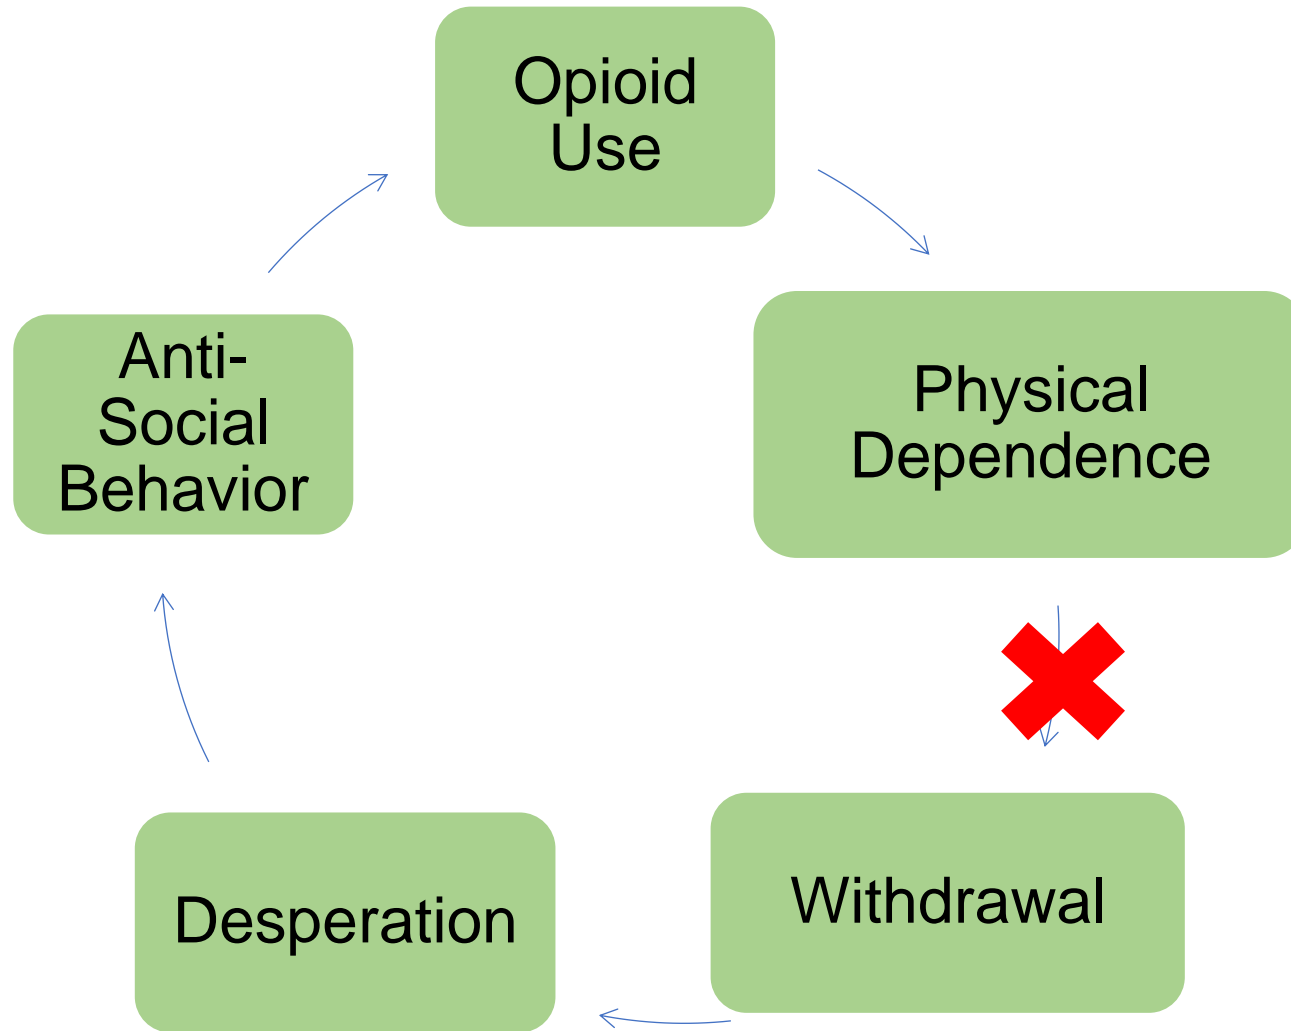 Opioid
Use
Physical
Dependence
Withdrawal
Desperation
Anti-
Social
Behavior